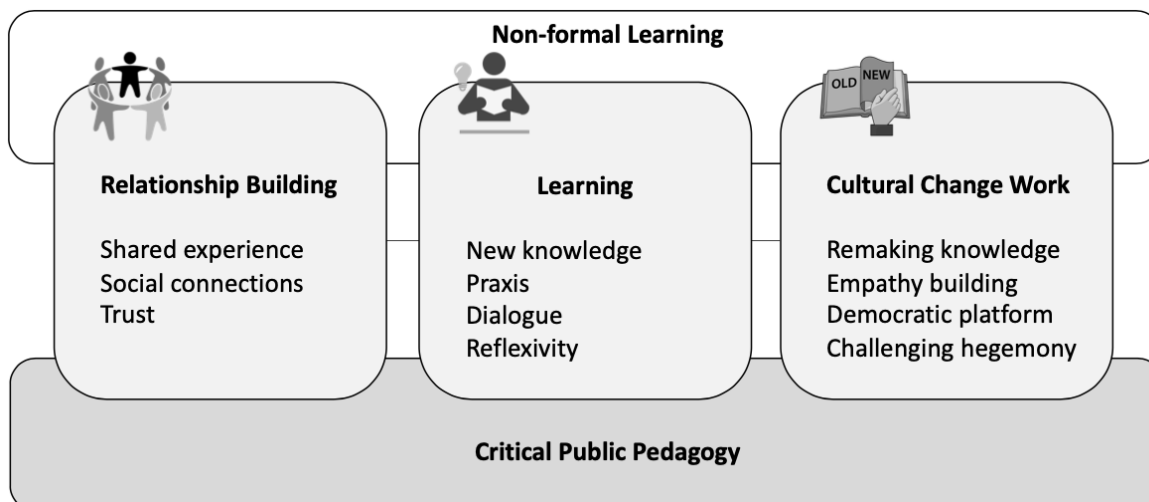 Non-formal Learning
OLD
NEW
Relationship Building
Shared experience
Social connections
Trust
Learning
New knowledge
Praxis
Dialogue
Reflexivity
Cultural Change Work
Remaking knowledge
Empathy building
Democratic platform
Challenging hegemony
Critical Public Pedagogy